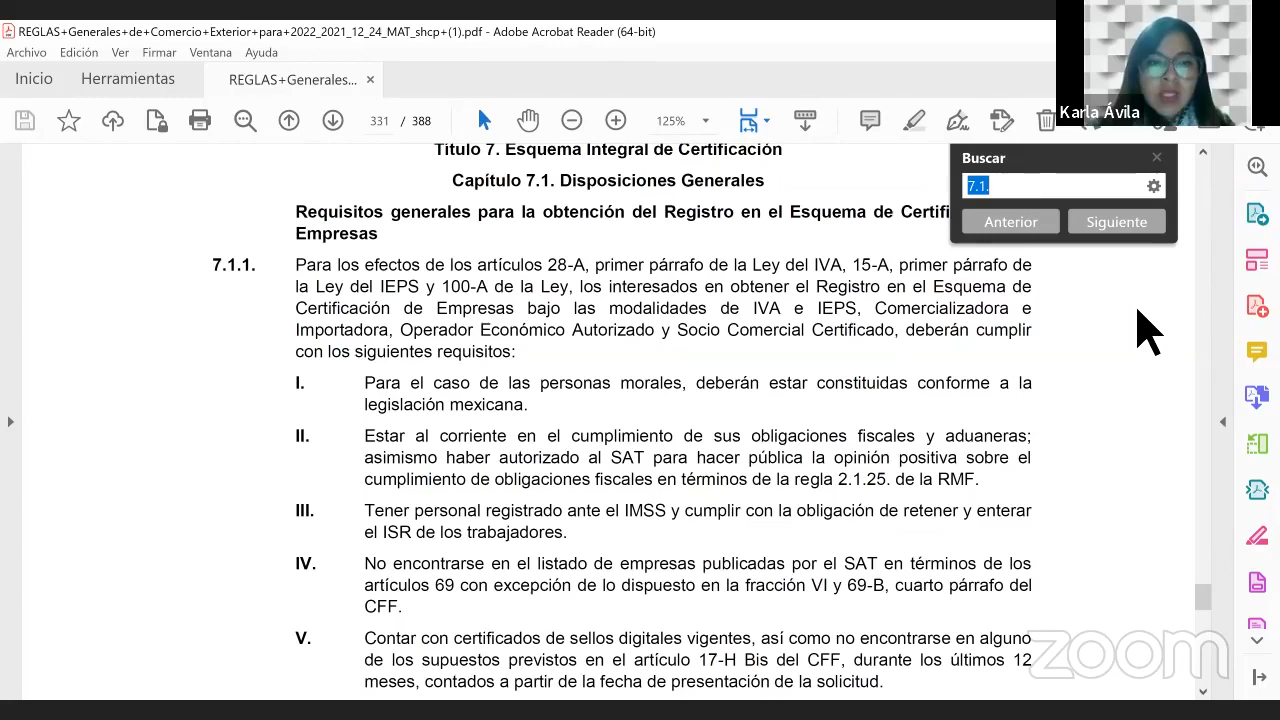 REGLAS+Generales+de+Comercio+Exterior+para+2022_2021_12_24_MAT_shcp+(1).pdf - Adobe Acrobat Reader (64-bit)
Archivo Edición Ver Firmar Ventana Ayuda
Inicio Herramientas REGLAS+Generales... ×
331 / 388 125%
Karla Ávila
Título 7. Esquema Integral de Certificación
Capítulo 7.1. Disposiciones Generales
Requisitos generales para la obtención del Registro en el Esquema de Certifi
Empresas
Buscar
7.1.
Anterior Siguiente
7.1.1. Para los efectos de los artículos 28-A, primer párrafo de la Ley del IVA, 15-A, primer párrafo de
la Ley del IEPS y 100-A de la Ley, los interesados en obtener el Registro en el Esquema de
Certificación de Empresas bajo las modalidades de IVA e IEPS, Comercializadora e
Importadora, Operador Económico Autorizado y Socio Comercial Certificado, deberán cumplir
con los siguientes requisitos:
I. Para el caso de las personas morales, deberán estar constituidas conforme a la
legislación mexicana.
II. Estar al corriente en el cumplimiento de sus obligaciones fiscales y aduaneras;
asimismo haber autorizado al SAT para hacer pública la opinión positiva sobre el
cumplimiento de obligaciones fiscales en términos de la regla 2.1.25. de la RMF.
III. Tener personal registrado ante el IMSS y cumplir con la obligación de retener y enterar
el ISR de los trabajadores.
IV. No encontrarse en el listado de empresas publicadas por el SAT en términos de los
artículos 69 con excepción de lo dispuesto en la fracción VI y 69-B, cuarto párrafo del
CFF.
V. Contar con certificados de sellos digitales vigentes, así como no encontrarse en alguno
de los supuestos previstos en el artículo 17-H Bis del CFF, durante los últimos 12
meses, contados a partir de la fecha de presentación de la solicitud.
zoom